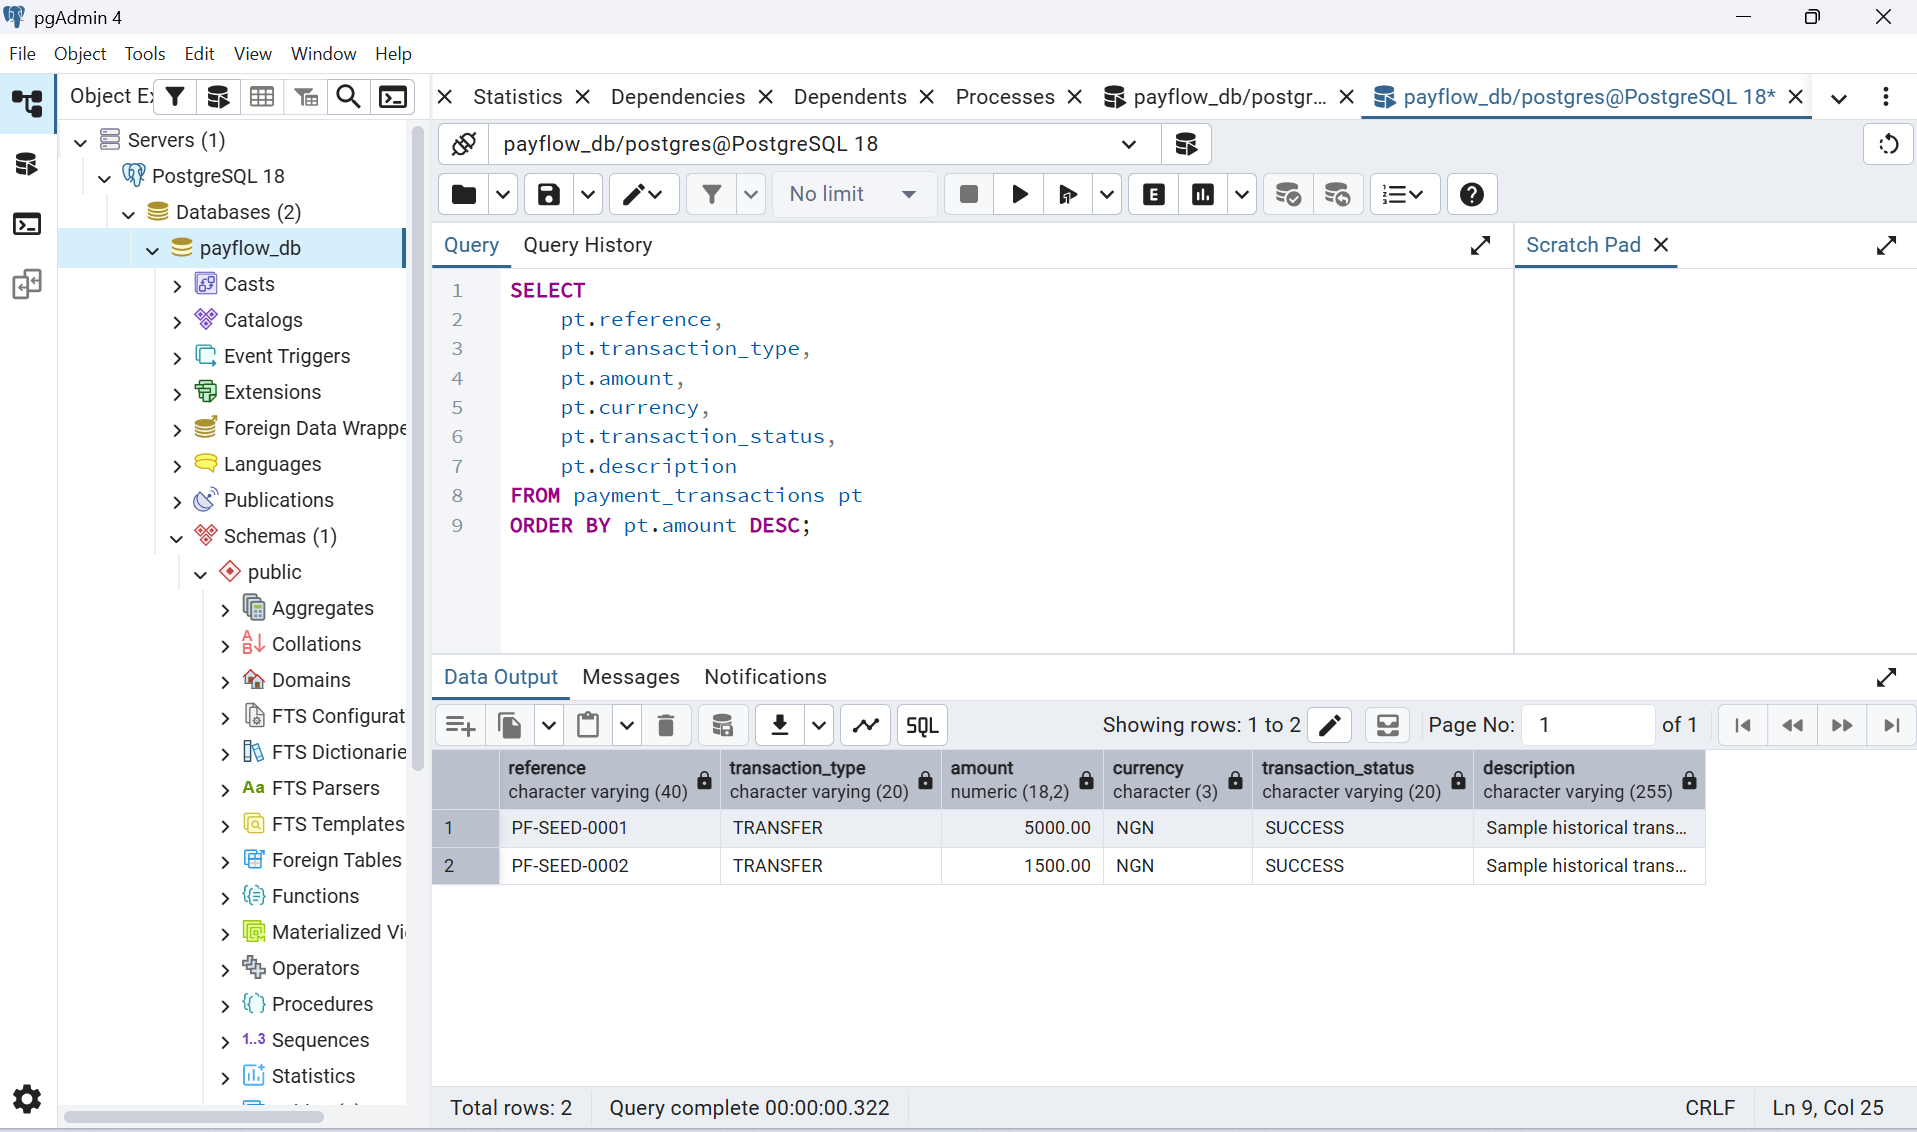 pgAdmin 4
File Object Tools Edit View Window Help
Object Ex
Statistics Dependencies Dependents Processes payflow_db/postgr... payflow_db/postgres@PostgreSQL 18*
Servers (1)
PostgreSQL 18
Databases (2)
payflow_db
Casts
Catalogs
Event Triggers
Extensions
Foreign Data Wrappe
Languages
Publications
Schemas (1)
public
Aggregates
Collations
Domains
FTS Configurat
FTS Dictionarie
Aa FTS Parsers
FTS Templates
Foreign Tables
Functions
Materialized Vi
Operators
Procedures
1..3 Sequences
Statistics
payflow_db/postgres@PostgreSQL 18
No limit
E
Query Query History
Scratch Pad
1 SELECT
2 pt.reference,
3 pt.transaction_type,
4 pt.amount,
5 pt.currency,
6 pt.transaction_status,
7 pt.description
8 FROM payment_transactions pt
9 ORDER BY pt.amount DESC;
Data Output Messages Notifications
SQL Showing rows: 1 to 2 Page No: 1 of 1
reference transaction_type amount currency transaction_status description
character varying (40) character varying (20) numeric (18,2) character (3) character varying (20) character varying (255)
1 PF-SEED-0001 TRANSFER 5000.00 NGN SUCCESS Sample historical trans...
2 PF-SEED-0002 TRANSFER 1500.00 NGN SUCCESS Sample historical trans...
Total rows: 2 Query complete 00:00:00.322 CRLF Ln 9, Col 25